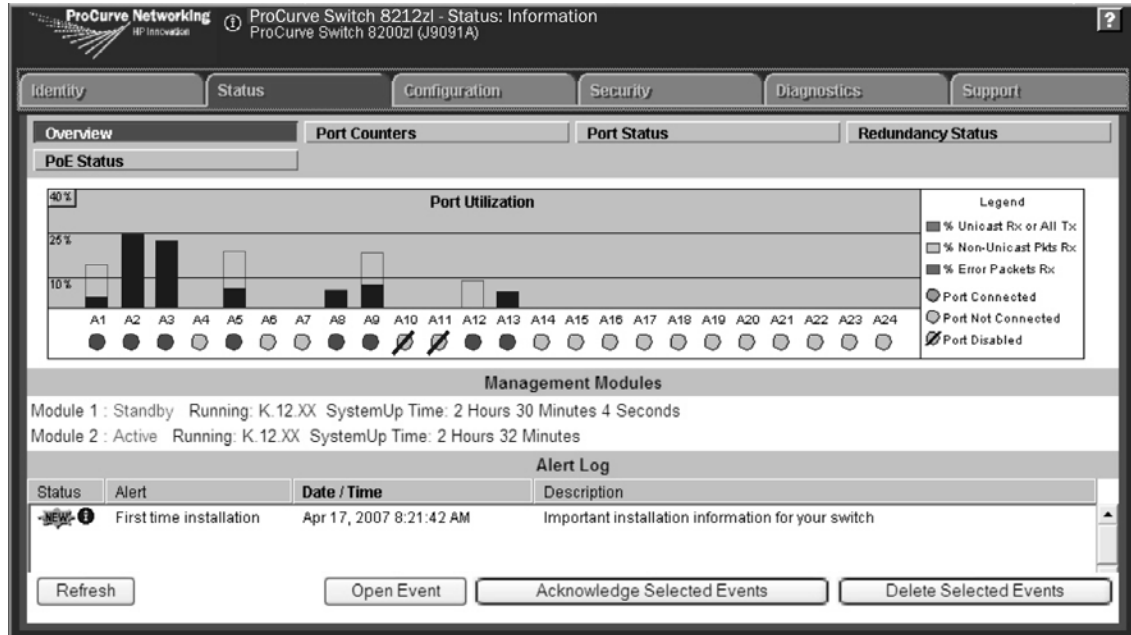 ProCurve Networking
HP Innovation
ProCurve Switch 8212zl - Status: Information
ProCurve Switch 8200zl (J9091A)
?
Identity
Status
Configuration
Security
Diagnostics
Support
Overview
Port Counters
Port Status
Redundancy Status
PoE Status
40%
Port Utilization
25%
10%
A1 A2 A3 A4 A5 A6 A7 A8 A9 A10 A11 A12 A13 A14 A15 A16 A17 A18 A19 A20 A21 A22 A23 A24
Legend
% Unicast Rx or All Tx
% Non-Unicast Pkts Rx
% Error Packets Rx
Port Connected
Port Not Connected
Port Disabled
Management Modules
Module 1 : Standby Running: K.12.XX SystemUp Time: 2 Hours 30 Minutes 4 Seconds
Module 2 : Active Running: K.12.XX SystemUp Time: 2 Hours 32 Minutes
Alert Log
Status Alert Date / Time Description
NEW First time installation Apr 17, 2007 8:21:42 AM Important installation information for your switch
Refresh
Open Event
Acknowledge Selected Events
Delete Selected Events